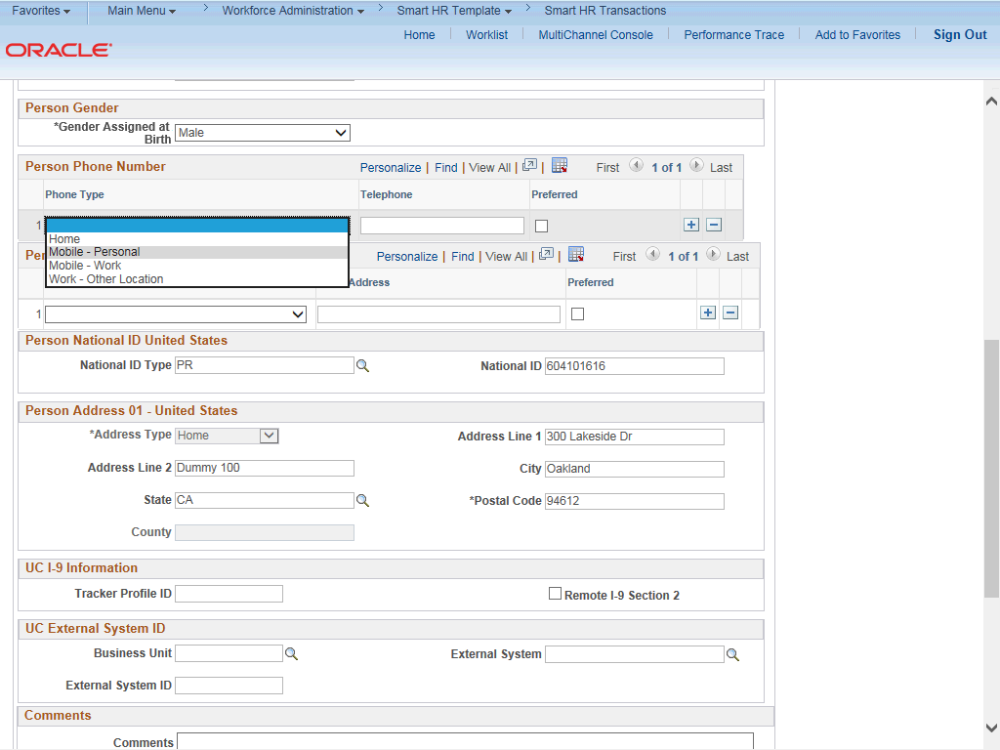 Favorites Main Menu Workforce Administration Smart HR Template Smart HR Transactions
Home Worklist MultiChannel Console Performance Trace Add to Favorites Sign Out
ORACLE
Person Gender
*Gender Assigned at Birth Male
Person Phone Number Personalize | Find | View All | | First 1 of 1 Last
Phone Type Telephone Preferred
1
Home
Mobile - Personal
Mobile - Work
Work - Other Location
Personalize | Find | View All | | First 1 of 1 Last
Address Preferred
1
Person National ID United States
National ID Type PR National ID 604101616
Person Address 01 - United States
*Address Type Home Address Line 1 300 Lakeside Dr
Address Line 2 Dummy 100 City Oakland
State CA *Postal Code 94612
County
UC I-9 Information
Tracker Profile ID Remote I-9 Section 2
UC External System ID
Business Unit External System
External System ID
Comments
Comments